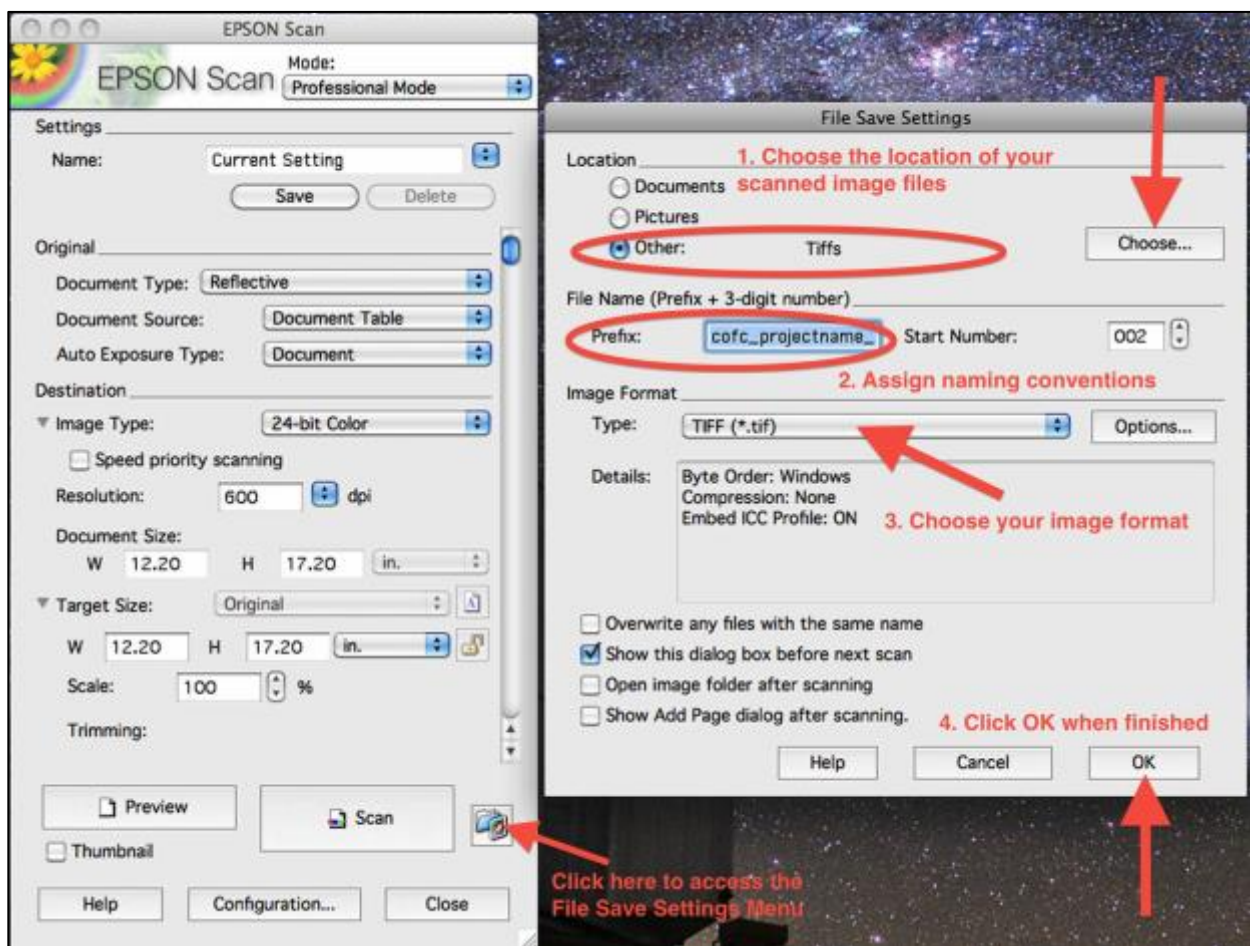 EPSON Scan
EPSON Scan
Mode:
Professional Mode
Settings
Name: Current Setting
Save Delete
Original
Document Type: Reflective
Document Source: Document Table
Auto Exposure Type: Document
Destination
Image Type: 24-bit Color
Speed priority scanning
Resolution: 600 dpi
Document Size:
W 12.20 H 17.20 in.
Target Size: Original
W 12.20 H 17.20 in.
Scale: 100 %
Trimming:
Preview
Scan
Thumbnail
Help Configuration... Close
Click here to access the
File Save Settings Menu
File Save Settings
Location
1. Choose the location of your
scanned image files
Documents
Pictures
Other: Tiffs
Choose...
File Name (Prefix + 3-digit number)
Prefix: cofc_projectname_ Start Number: 002
2. Assign naming conventions
Image Format
Type: TIFF (*.tif) Options...
Details: Byte Order: Windows
Compression: None
Embed ICC Profile: ON
3. Choose your image format
Overwrite any files with the same name
Show this dialog box before next scan
Open image folder after scanning
Show Add Page dialog after scanning.
4. Click OK when finished
Help Cancel OK